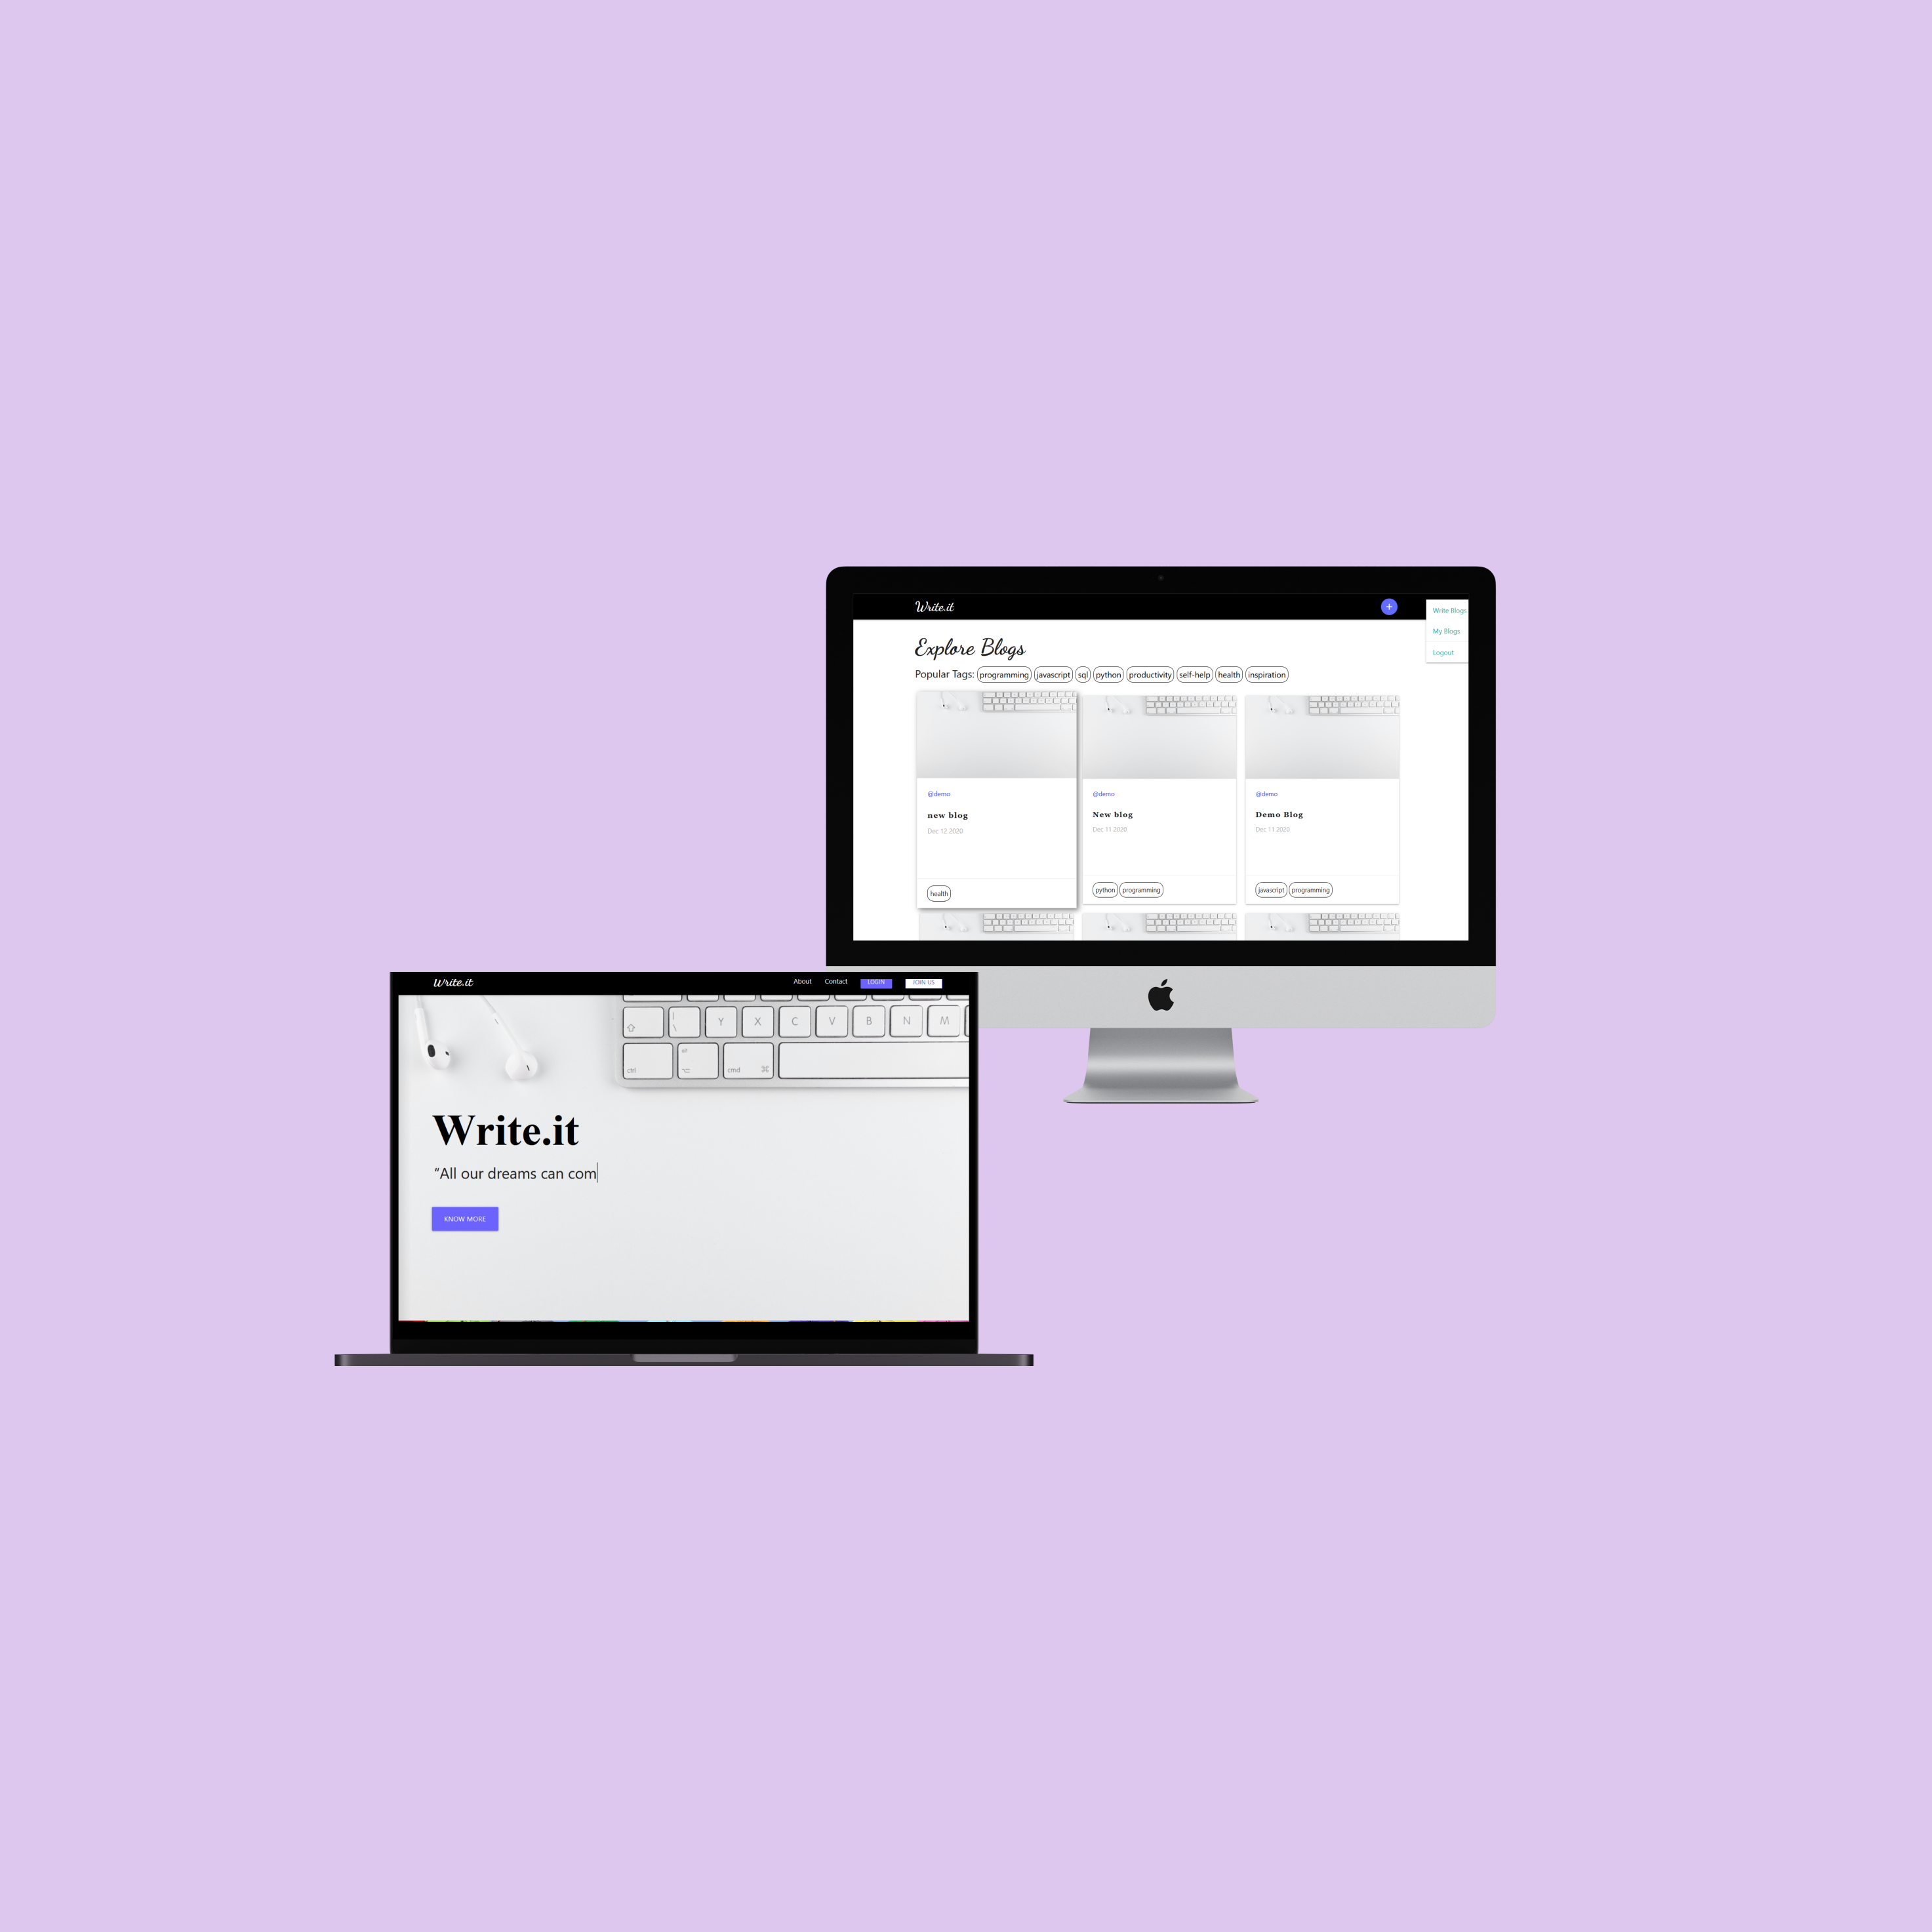 Write.it
+
Write Blogs
My Blogs
Logout
Explore Blogs
Popular Tags: programming javascript sql python productivity self-help health inspiration
@demo
new blog
Dec 12 2020
health
@demo
New blog
Dec 11 2020
python programming
@demo
Demo Blog
Dec 11 2020
javascript programming
Write.it
About Contact LOGIN JOIN US
Y X C V B N M
ctrl cmd ⌘
Write.it
“All our dreams can com
KNOW MORE